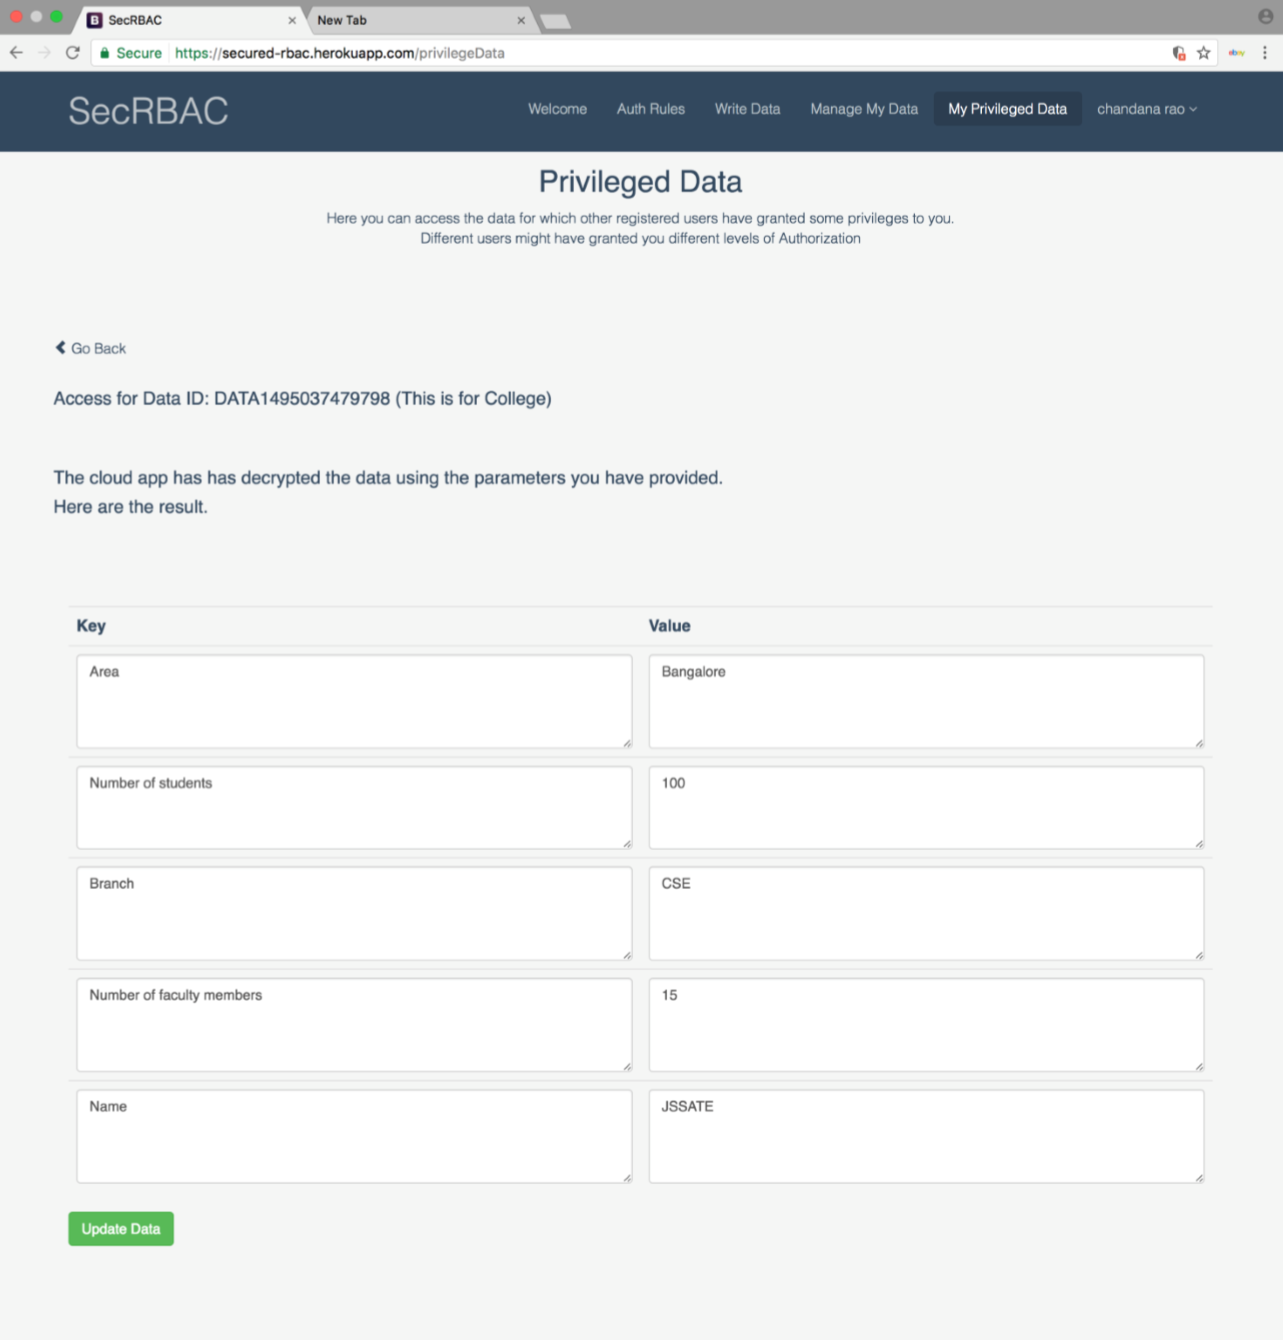 SecRBAC
New Tab
Secure https://secured-rbac.herokuapp.com/privilegeData
ebay
SecRBAC
Welcome Auth Rules Write Data Manage My Data My Privileged Data chandana rao
Privileged Data
Here you can access the data for which other registered users have granted some privileges to you.
Different users might have granted you different levels of Authorization
Go Back
Access for Data ID: DATA1495037479798 (This is for College)
The cloud app has has decrypted the data using the parameters you have provided.
Here are the result.
Key Value
Area Bangalore
Number of students 100
Branch CSE
Number of faculty members 15
Name JSSATE
Update Data